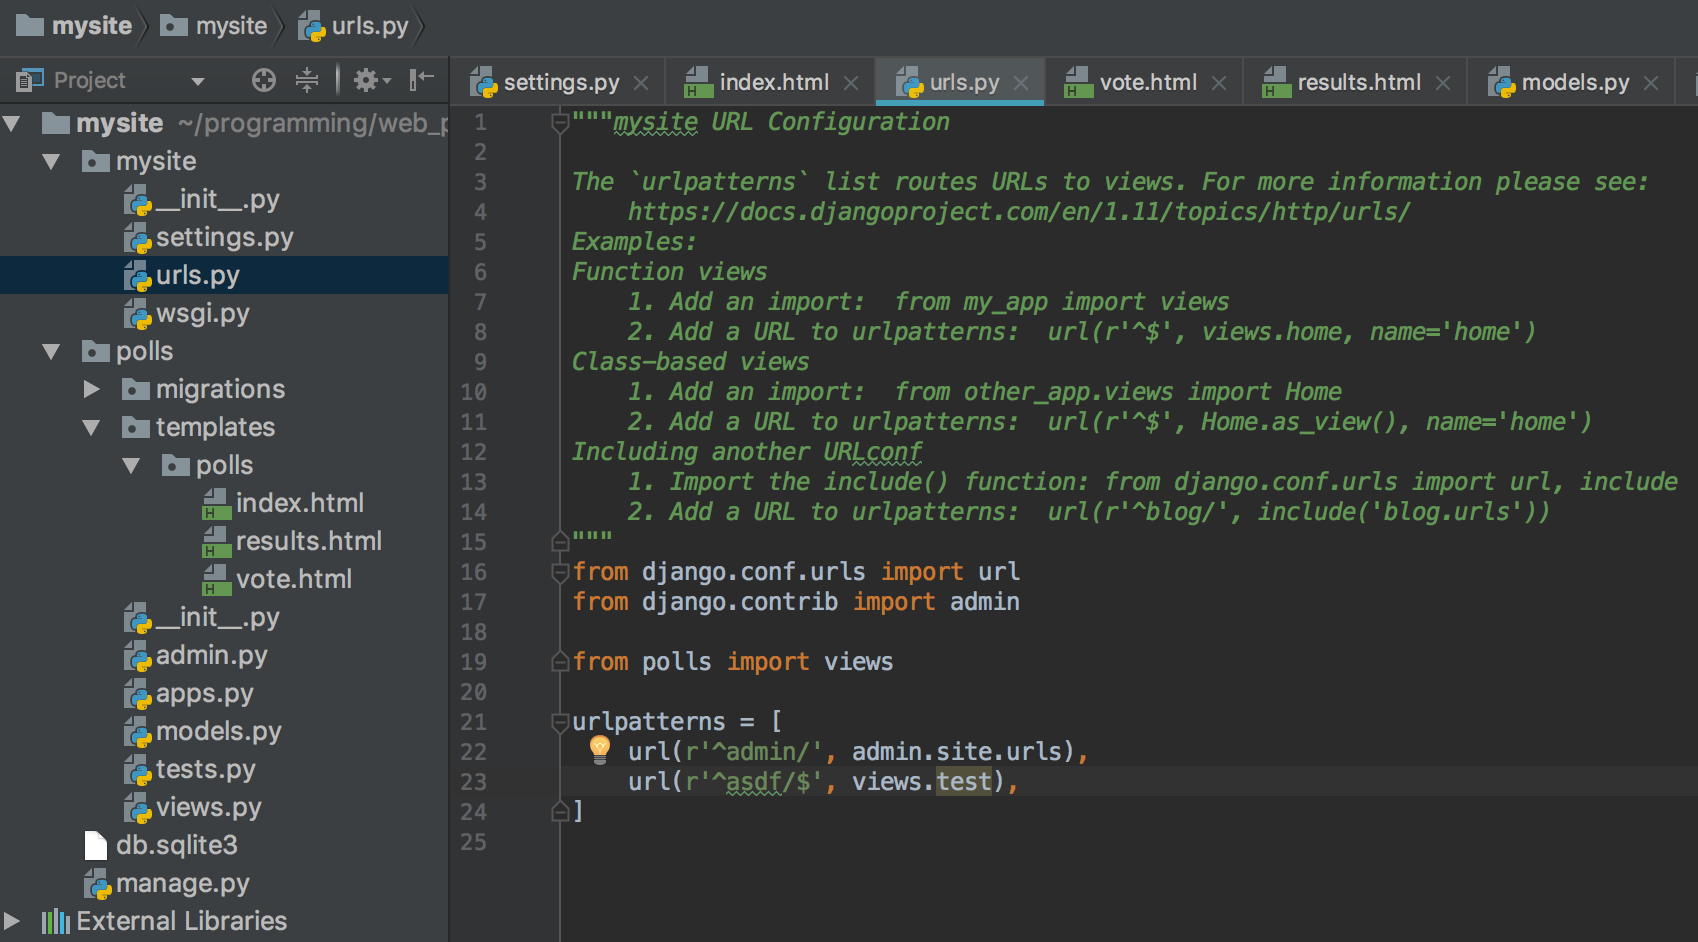 mysite mysite urls.py
Project
settings.py index.html urls.py vote.html results.html models.py
mysite ~/programming/web_p
mysite
__init__.py
settings.py
urls.py
wsgi.py
polls
migrations
templates
polls
index.html
results.html
vote.html
__init__.py
admin.py
apps.py
models.py
tests.py
views.py
db.sqlite3
manage.py
External Libraries
1 """mysite URL Configuration
2
3 The `urlpatterns` list routes URLs to views. For more information please see:
4     https://docs.djangoproject.com/en/1.11/topics/http/urls/
5 Examples:
6 Function views
7     1. Add an import:  from my_app import views
8     2. Add a URL to urlpatterns:  url(r'^$', views.home, name='home')
9 Class-based views
10     1. Add an import:  from other_app.views import Home
11     2. Add a URL to urlpatterns:  url(r'^$', Home.as_view(), name='home')
12 Including another URLconf
13     1. Import the include() function: from django.conf.urls import url, include
14     2. Add a URL to urlpatterns:  url(r'^blog/', include('blog.urls'))
15 """
16 from django.conf.urls import url
17 from django.contrib import admin
18
19 from polls import views
20
21 urlpatterns = [
22     url(r'^admin/', admin.site.urls),
23     url(r'^asdf/$', views.test),
24 ]
25